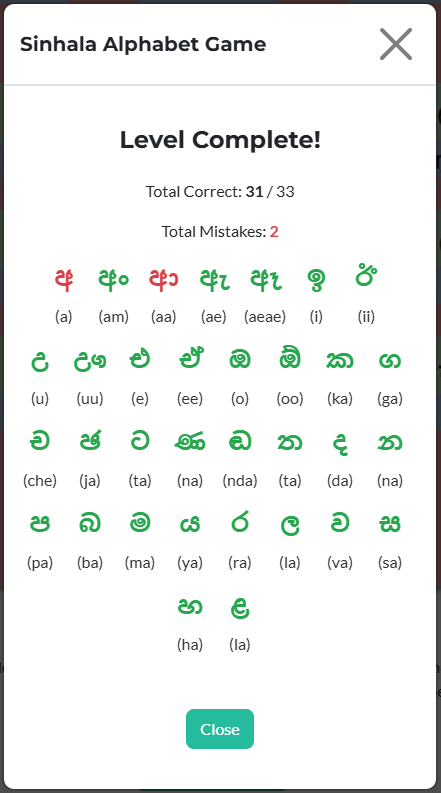 Sinhala Alphabet Game
Level Complete!
Total Correct: 31 / 33
Total Mistakes: 2
අ අං ආ ඇ ඈ ඉ ඊ
(a) (am) (aa) (ae) (aeae) (i) (ii)
උ ඌ එ ඒ ඔ ඕ ක ග
(u) (uu) (e) (ee) (o) (oo) (ka) (ga)
ච ඡ ට ණ ඬ ත ද න
(che) (ja) (ta) (na) (nda) (ta) (da) (na)
ප බ ම ය ර ල ව ස
(pa) (ba) (ma) (ya) (ra) (la) (va) (sa)
හ ළ
(ha) (la)
Close